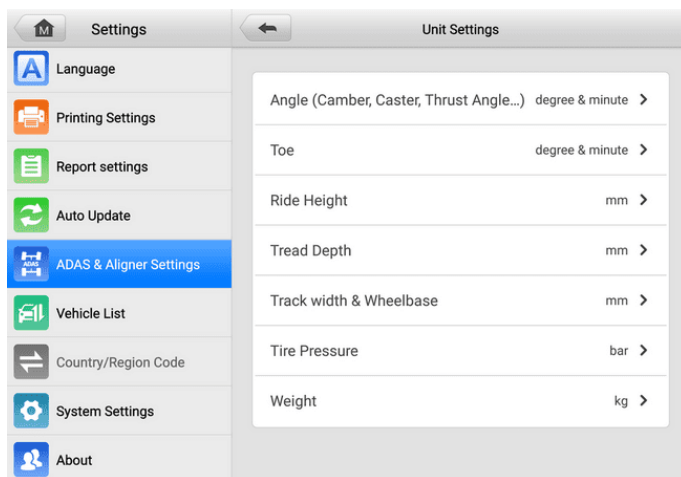 M
Settings
Unit Settings
A
Language
Printing Settings
Report settings
Auto Update
ADAS
ADAS & Aligner Settings
Vehicle List
Country/Region Code
System Settings
About
Angle (Camber, Caster, Thrust Angle...) degree & minute
Toe degree & minute
Ride Height mm
Tread Depth mm
Track width & Wheelbase mm
Tire Pressure bar
Weight kg